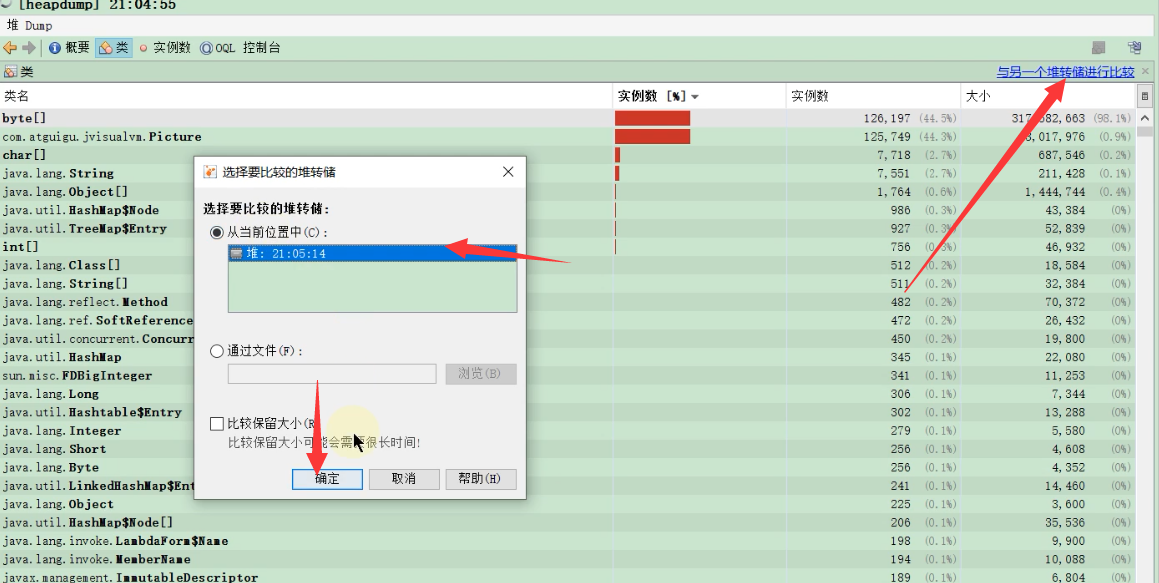 [heapdump] 21:04:55
堆 Dump
概要 类 实例数 OQL 控制台
类 与另一个堆转储进行比较
类名 实例数 [%] 实例数 大小
byte[] 126,197 (44.5%) (98.1%)
com.atguigu.jvisualvm.Picture 125,749 (44.3%) 3,017,976 (0.9%)
char[] 7,718 (2.7%) 687,546 (0.2%)
java.lang.String 7,551 (2.7%) 211,428 (0.1%)
java.lang.Object[] 1,764 (0.6%) 1,444,744 (0.4%)
java.util.HashMap$Node 986 (0.3%) 43,384 (0%)
java.util.TreeMap$Entry 927 (0.3%) 52,839 (0%)
int[] 756 (0.3%) 46,932 (0%)
java.lang.Class[] 512 (0.2%) 18,584 (0%)
java.lang.String[] 511 (0.2%) 32,384 (0%)
java.lang.reflect.Method 482 (0.2%) 70,372 (0%)
java.lang.ref.SoftReference 472 (0.2%) 26,432 (0%)
java.util.concurrent.Concurr 450 (0.2%) 19,800 (0%)
java.util.HashMap 345 (0.1%) 22,080 (0%)
sun.misc.FDBigInteger 341 (0.1%) 11,253 (0%)
java.lang.Long 306 (0.1%) 7,344 (0%)
java.util.Hashtable$Entry 302 (0.1%) 13,288 (0%)
java.lang.Integer 279 (0.1%) 5,580 (0%)
java.lang.Short 256 (0.1%) 4,608 (0%)
java.lang.Byte 256 (0.1%) 4,352 (0%)
java.util.LinkedHashMap$Ent 241 (0.1%) 14,460 (0%)
java.lang.Object 225 (0.1%) 3,600 (0%)
java.util.HashMap$Node[] 206 (0.1%) 35,536 (0%)
java.lang.invoke.LambdaForm$Name 198 (0.1%) 9,900 (0%)
java.lang.invoke.MemberName 194 (0.1%) 10,088 (0%)
javax.management.ImmutableDescriptor 189 (0.1%) 6,804 (0%)
选择要比较的堆转储
选择要比较的堆转储:
从当前位置中(C):
堆: 21:05:14
通过文件(F):
浏览(B)
比较保留大小(R
比较保留大小可能会需要很长时间!
确定 取消 帮助(H)